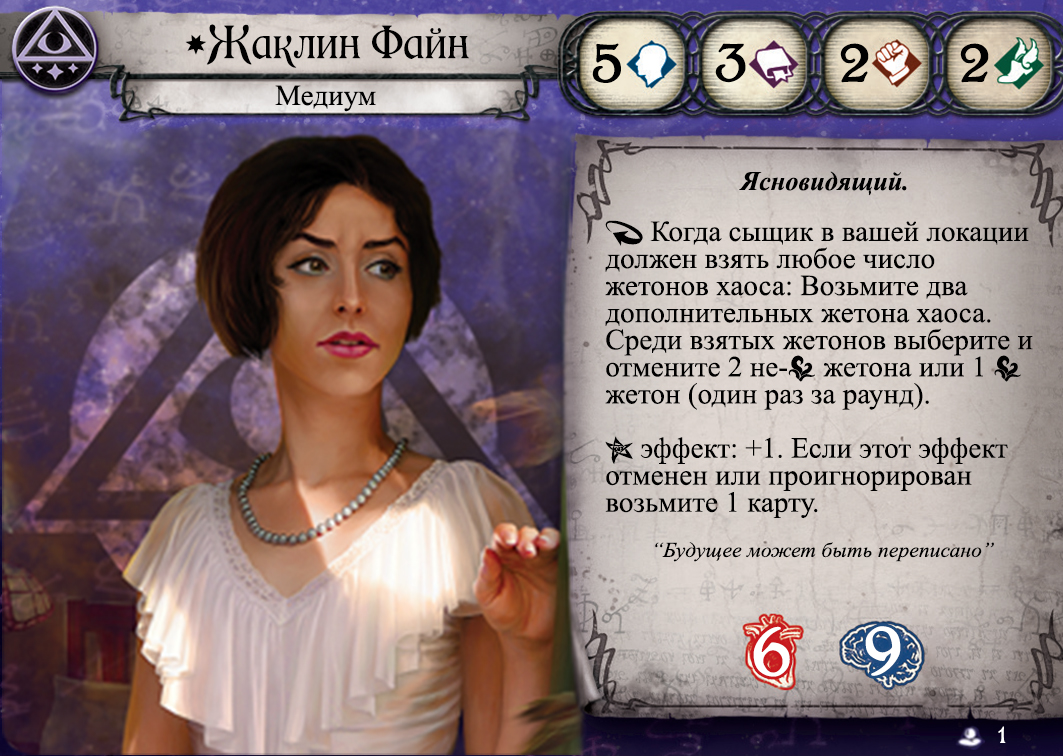 Жаклин Файн
Медиум
5 3 2 2
Ясновидящий.
Когда сыщик в вашей локации
должен взять любое число
жетонов хаоса: Возьмите два
дополнительных жетона хаоса.
Среди взятых жетонов выберите и
отмените 2 не- жетона или 1
жетон (один раз за раунд).
эффект: +1. Если этот эффект
отменен или проигнорирован
возьмите 1 карту.
“Будущее может быть переписано”
6 9
1